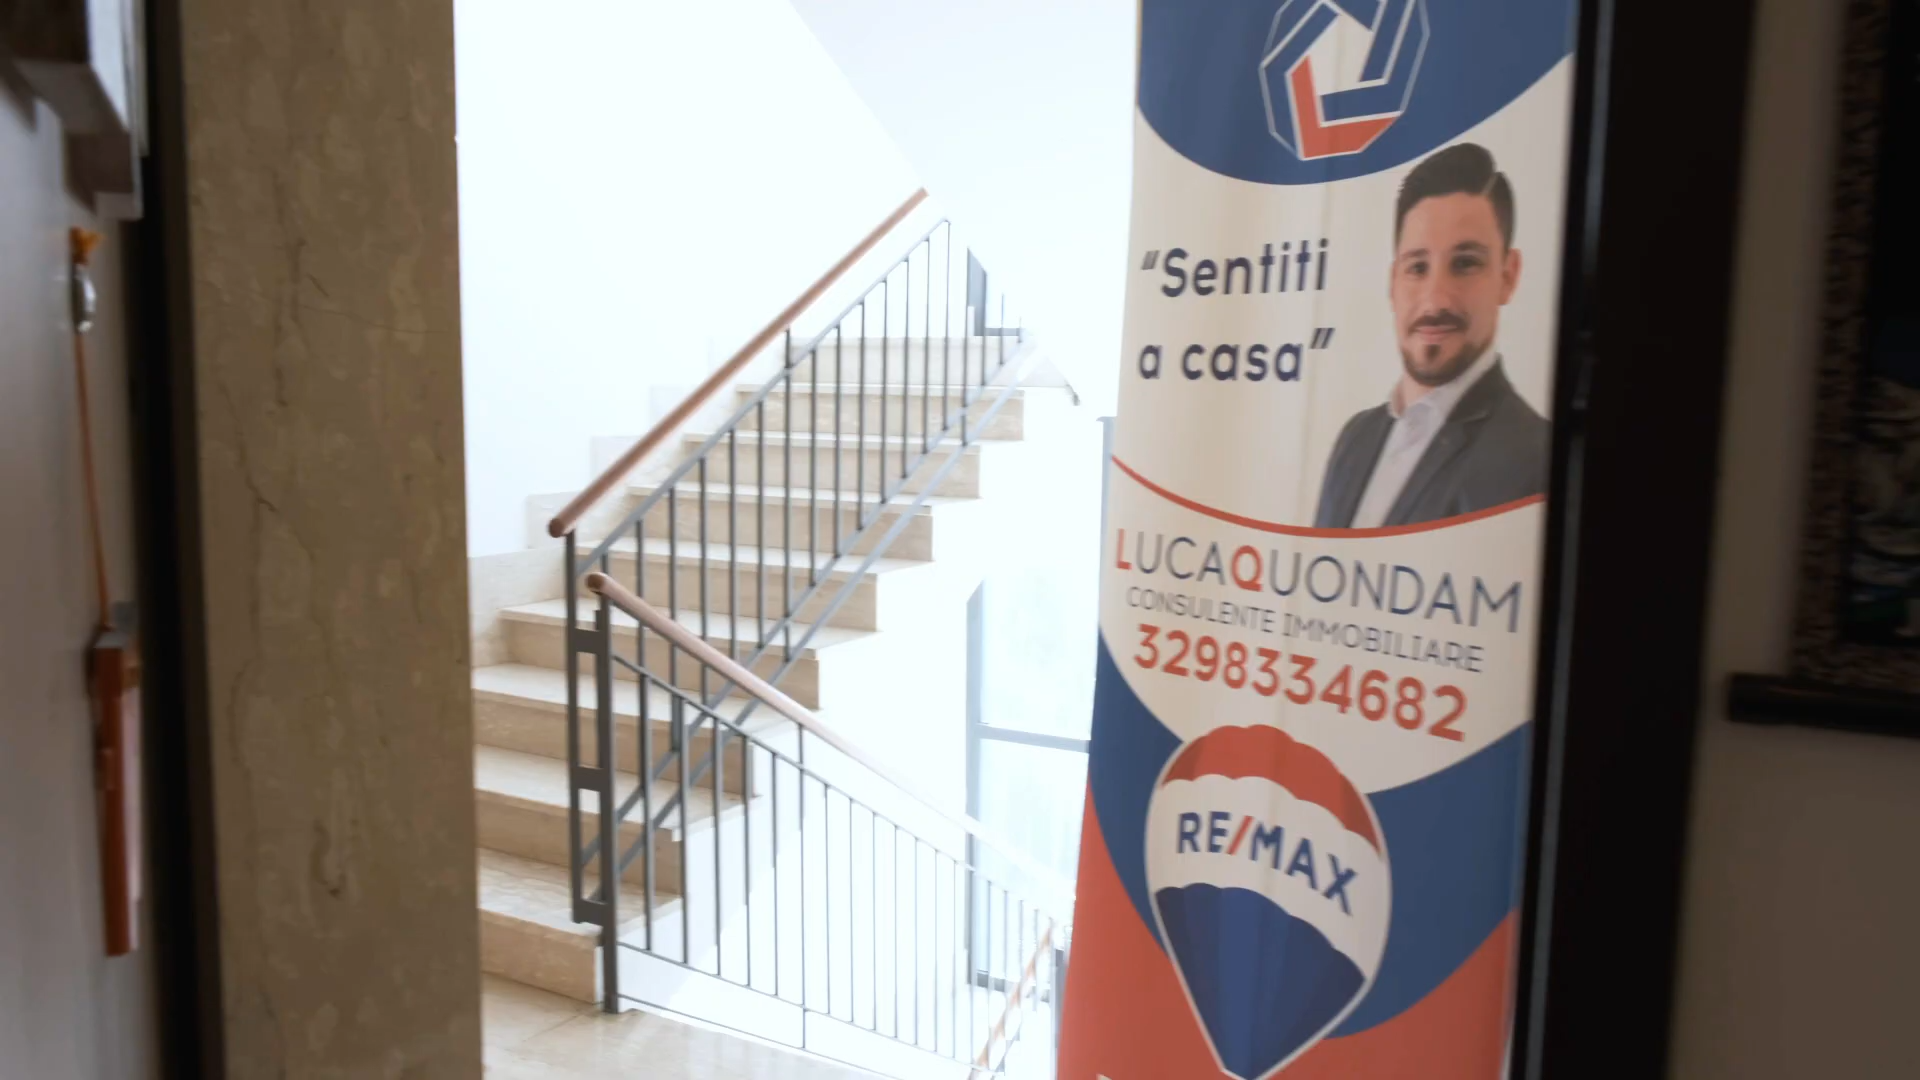 “Sentiti
a casa”
LUCAQUONDAM
CONSULENTE IMMOBILIARE
3298334682
RE/MAX